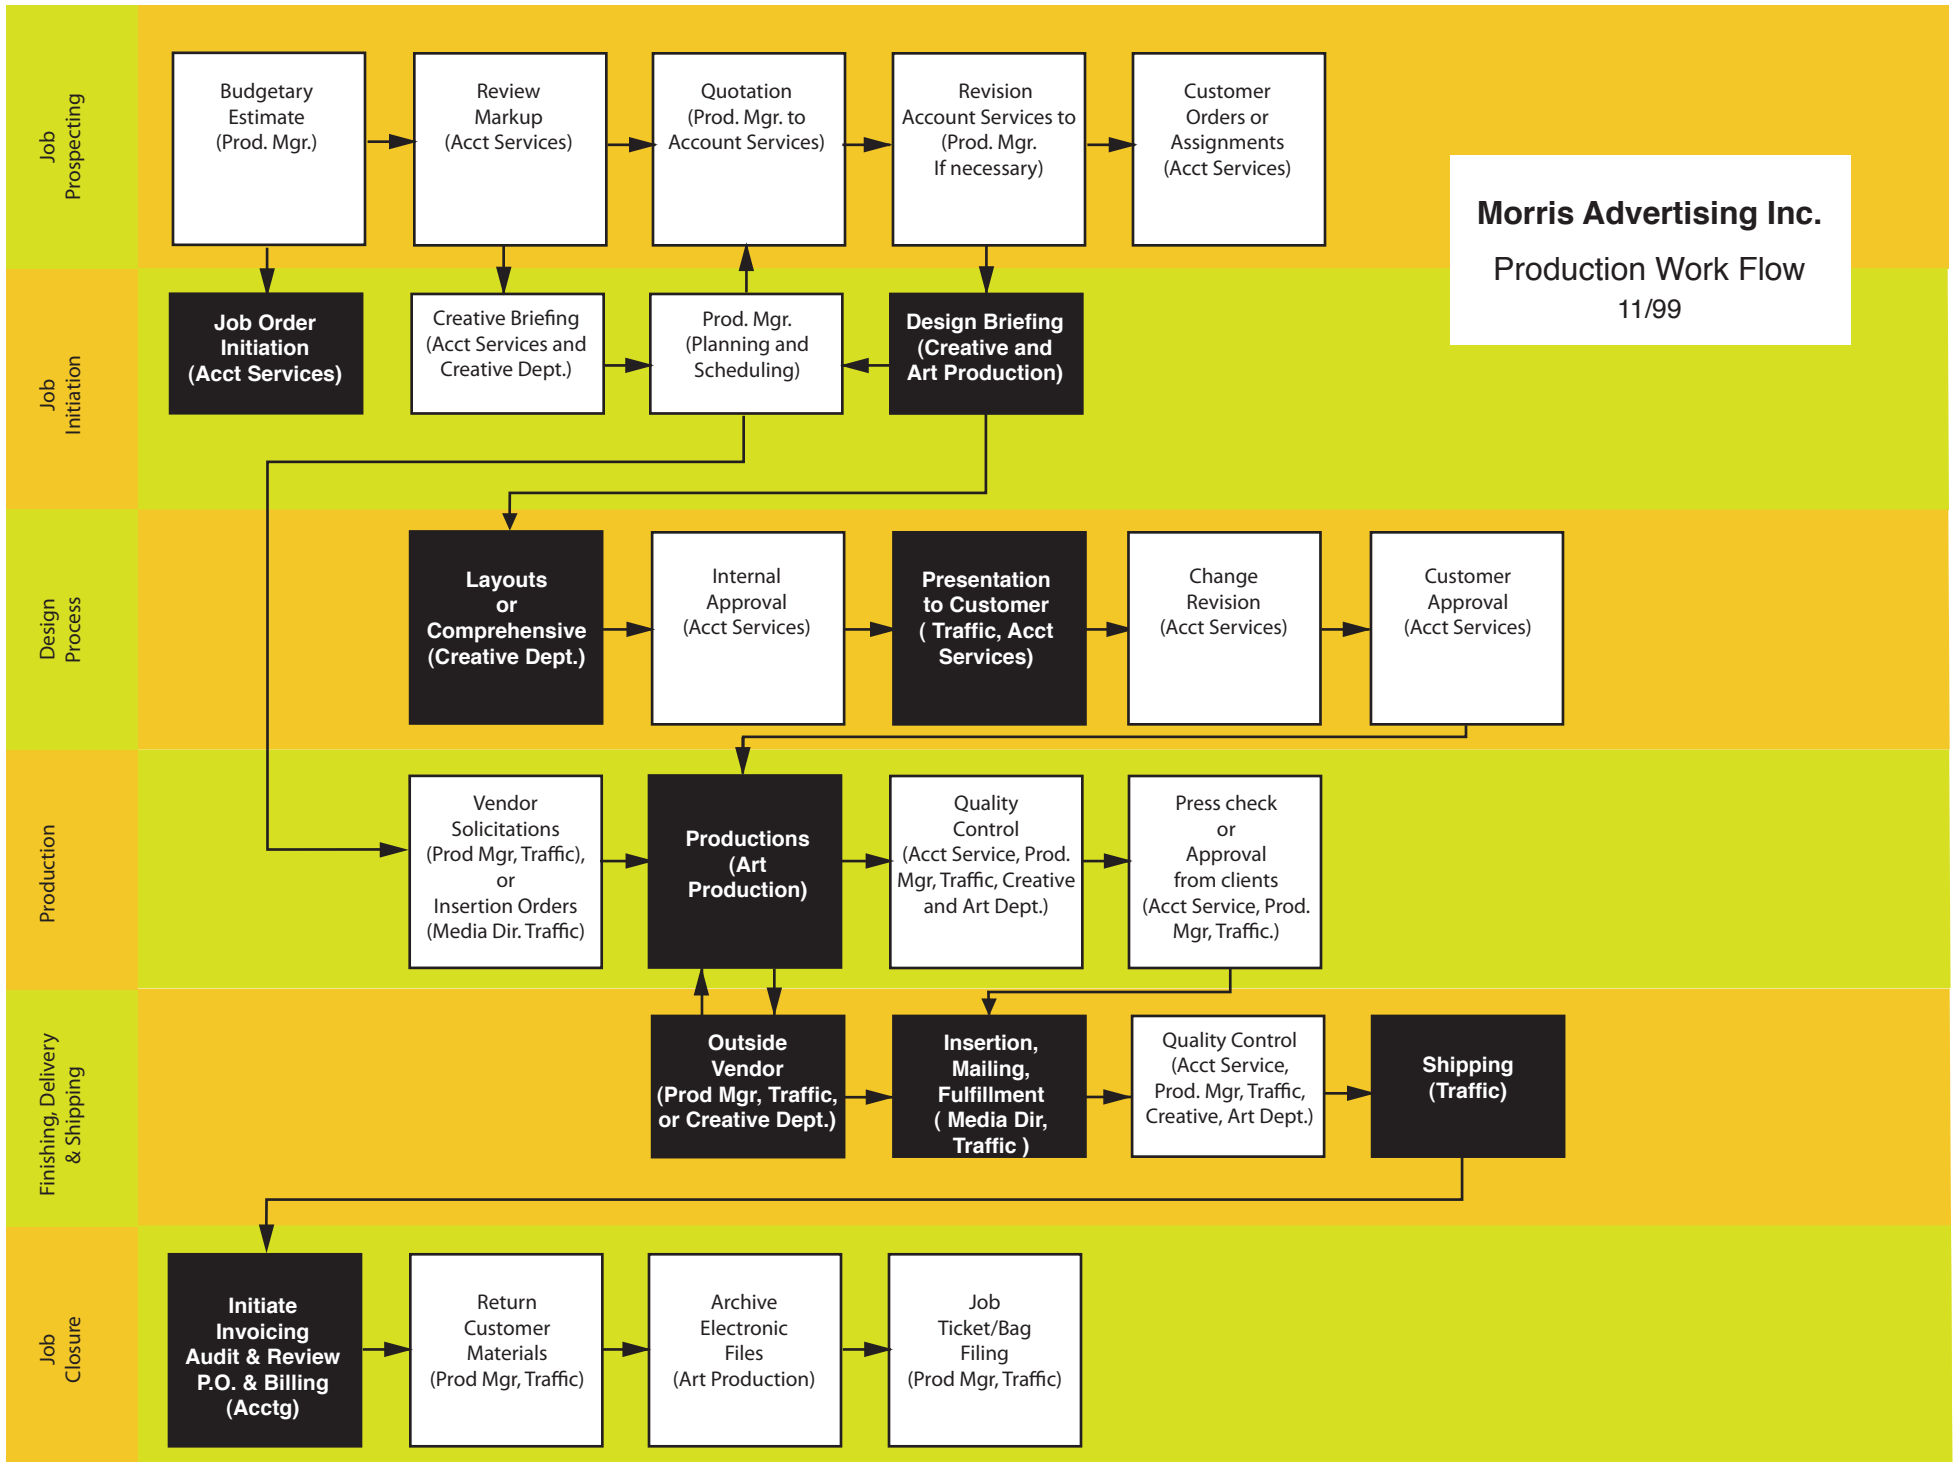 Job
Prospecting
Budgetary
Estimate
(Prod. Mgr.)
Review
Markup
(Acct Services)
Quotation
(Prod. Mgr. to
Account Services)
Revision
Account Services to
(Prod. Mgr.
If necessary)
Customer
Orders or
Assignments
(Acct Services)
Morris Advertising Inc.
Production Work Flow
11/99
Job
Initiation
Job Order
Initiation
(Acct Services)
Creative Briefing
(Acct Services and
Creative Dept.)
Prod. Mgr.
(Planning and
Scheduling)
Design Briefing
(Creative and
Art Production)
Design
Process
Layouts
or
Comprehensive
(Creative Dept.)
Internal
Approval
(Acct Services)
Presentation
to Customer
( Traffic, Acct
Services)
Change
Revision
(Acct Services)
Customer
Approval
(Acct Services)
Production
Vendor
Solicitations
(Prod Mgr, Traffic),
or
Insertion Orders
(Media Dir. Traffic)
Productions
(Art
Production)
Quality
Control
(Acct Service, Prod.
Mgr, Traffic, Creative
and Art Dept.)
Press check
or
Approval
from clients
(Acct Service, Prod.
Mgr, Traffic.)
Finishing, Delivery
& Shipping
Outside
Vendor
(Prod Mgr, Traffic,
or Creative Dept.)
Insertion,
Mailing,
Fulfillment
( Media Dir,
Traffic )
Quality Control
(Acct Service,
Prod. Mgr, Traffic,
Creative, Art Dept.)
Shipping
(Traffic)
Job
Closure
Initiate
Invoicing
Audit & Review
P.O. & Billing
(Acctg)
Return
Customer
Materials
(Prod Mgr, Traffic)
Archive
Electronic
Files
(Art Production)
Job
Ticket/Bag
Filing
(Prod Mgr, Traffic)